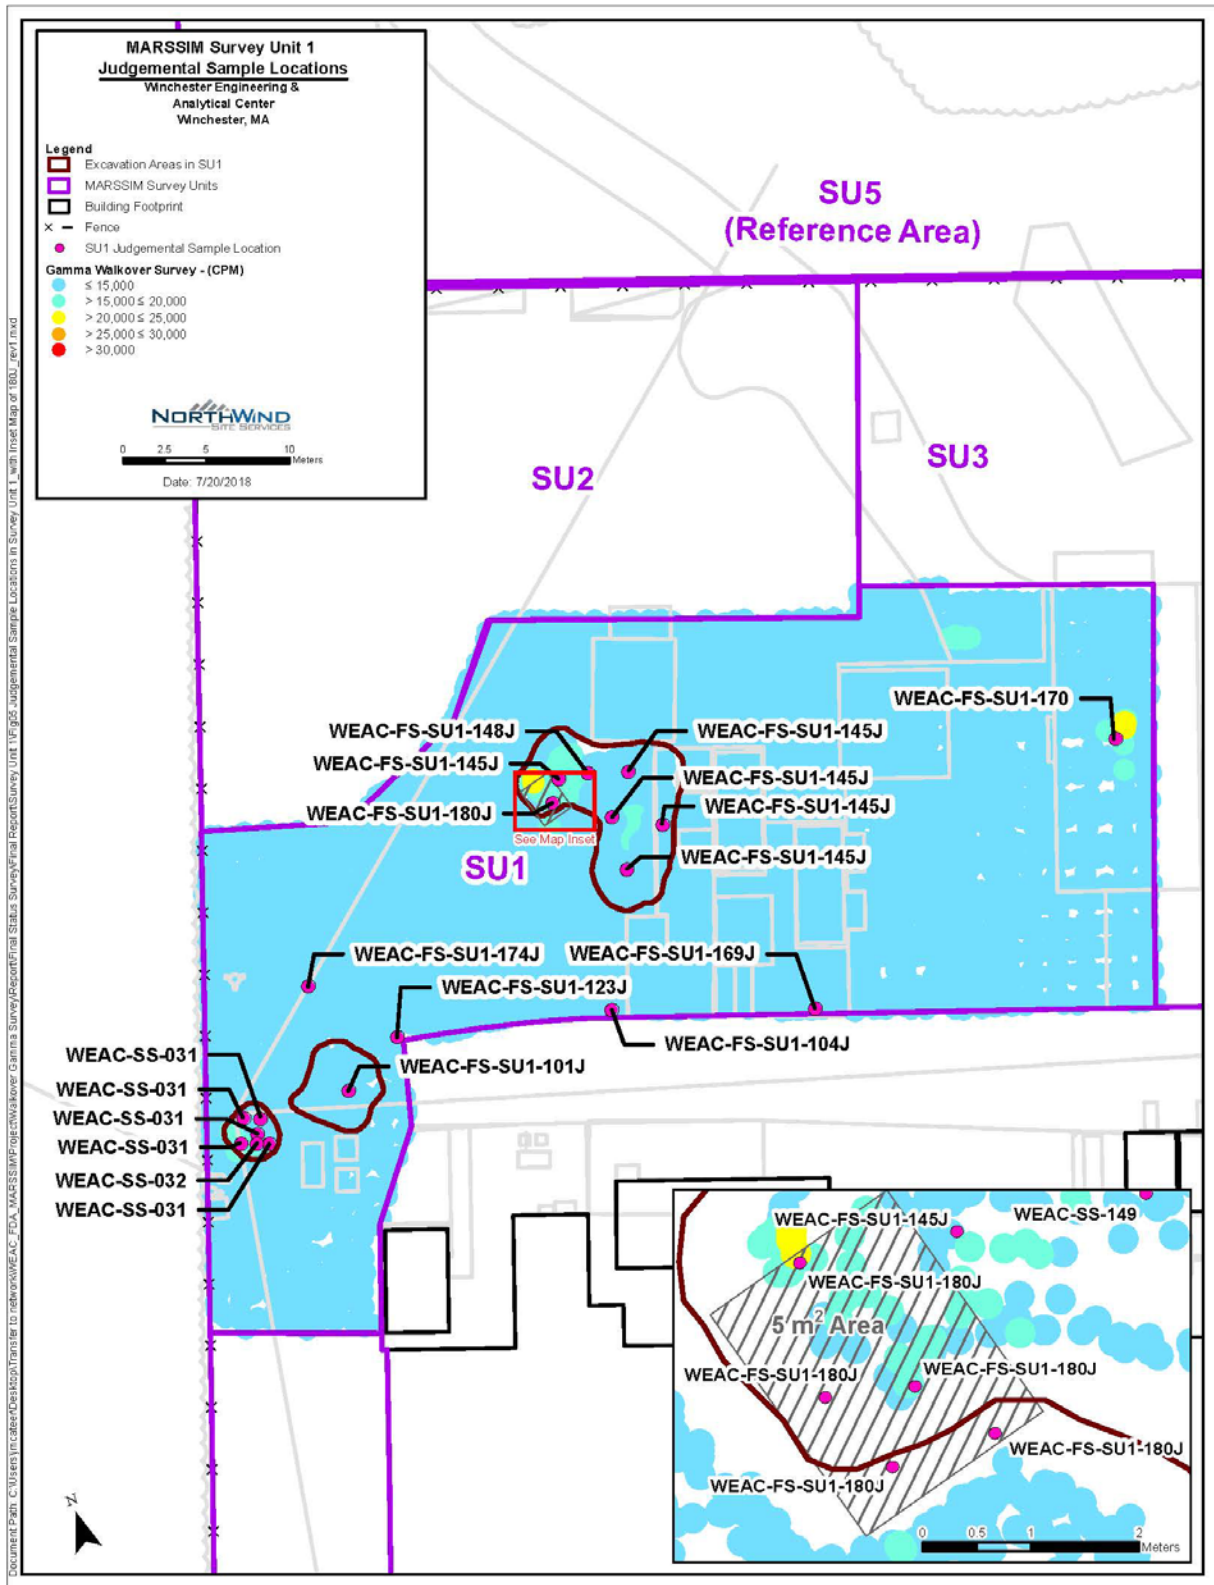 MARSSIM Survey Unit 1
Judgemental Sample Locations
Winchester Engineering &
Analytical Center
Winchester, MA
Legend
Excavation Areas in SU1
MARSSIM Survey Units
Building Footprint
Fence
SU1 Judgemental Sample Location
Gamma Walkover Survey - (CPM)
≤ 15,000
> 15,000 ≤ 20,000
> 20,000 ≤ 25,000
> 25,000 ≤ 30,000
> 30,000
NORTHWIND
SITE SERVICES
0 2.5 5 10
Meters
Date: 7/20/2018
SU5
(Reference Area)
SU2
SU3
WEAC-FS-SU1-170
WEAC-FS-SU1-148J
WEAC-FS-SU1-145J
WEAC-FS-SU1-145J
WEAC-FS-SU1-145J
WEAC-FS-SU1-180J
WEAC-FS-SU1-145J
See Map Inset
WEAC-FS-SU1-145J
SU1
WEAC-FS-SU1-174J
WEAC-FS-SU1-169J
WEAC-FS-SU1-123J
WEAC-FS-SU1-104J
WEAC-SS-031
WEAC-FS-SU1-101J
WEAC-SS-031
WEAC-SS-031
WEAC-SS-031
WEAC-SS-032
WEAC-SS-031
WEAC-FS-SU1-145J
WEAC-SS-149
WEAC-FS-SU1-180J
5 m² Area
WEAC-FS-SU1-180J
WEAC-FS-SU1-180J
WEAC-FS-SU1-180J
WEAC-FS-SU1-180J
0 0.5 1 2
Meters
N